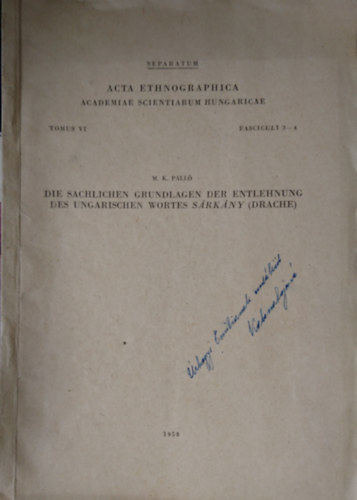 SEPARATUM
ACTA ETHNOGRAPHICA
ACADEMIAE SCIENTIARUM HUNGARICAE
TOMUS VI FASCICULI 3—4
M. K. PALLÓ
DIE SACHLICHEN GRUNDLAGEN DER ENTLEHNUNG
DES UNGARISCHEN WORTES SÁRKÁNY (DRACHE)
1958